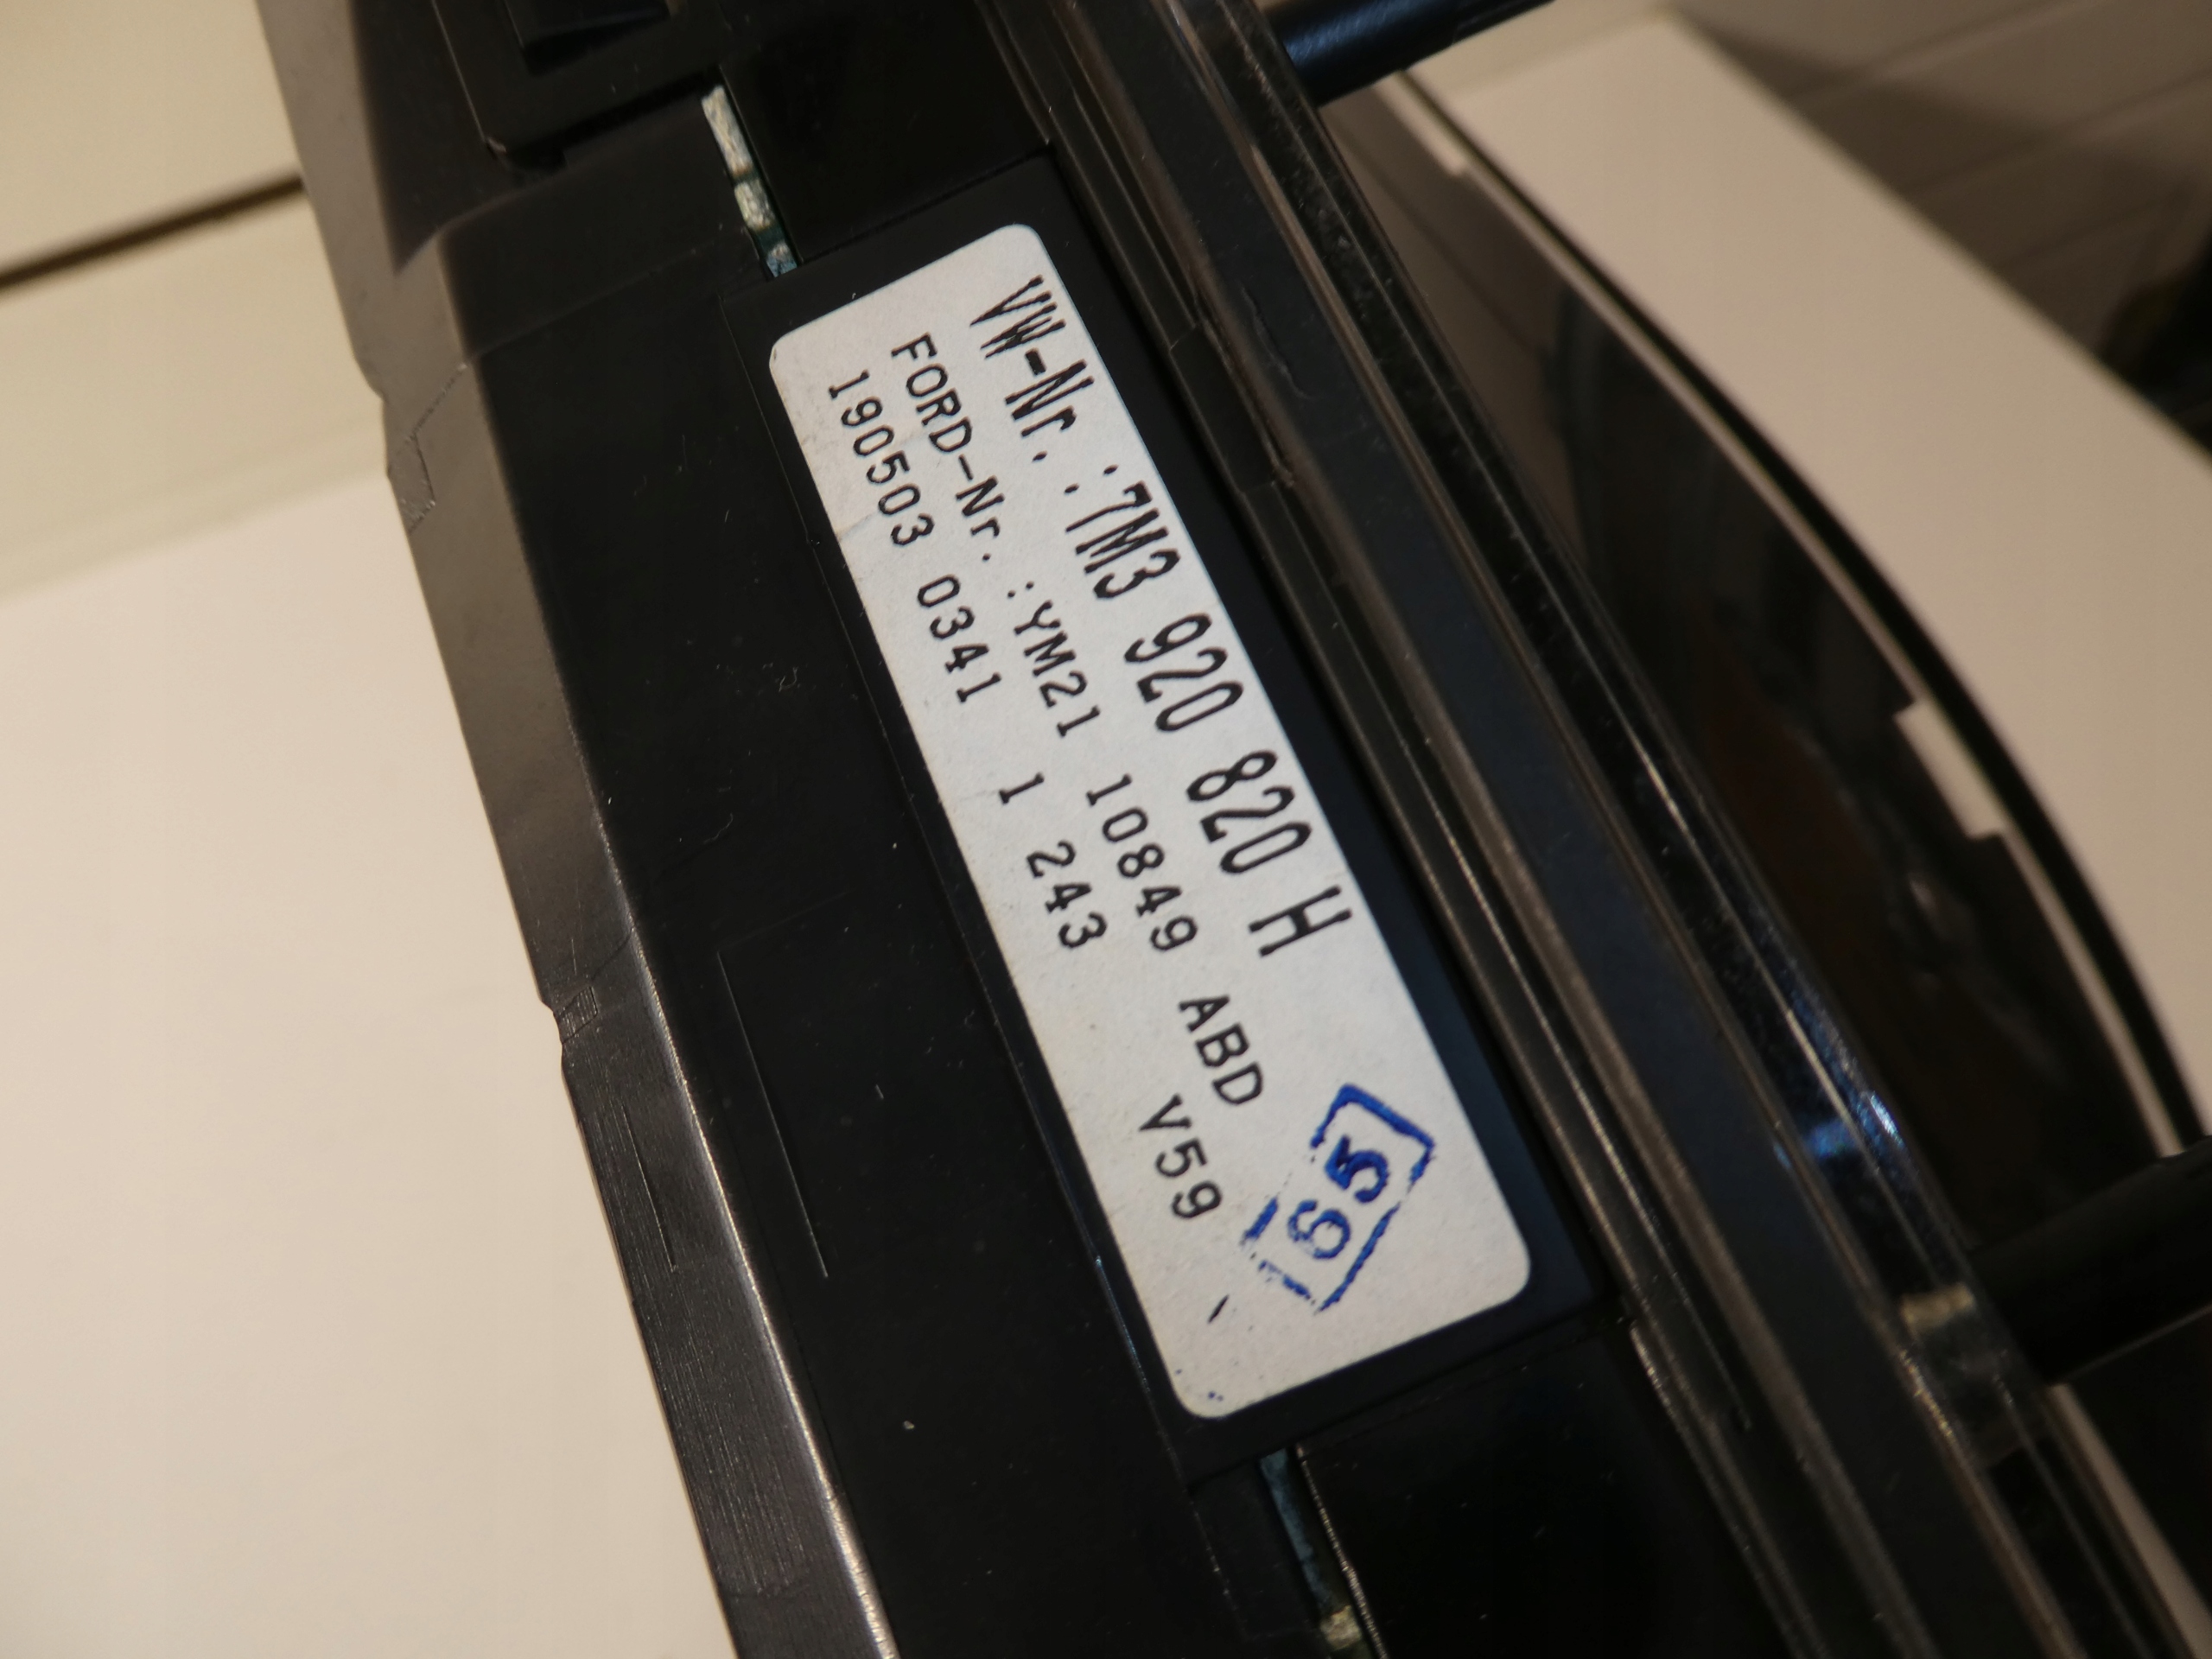 VW-Nr. :7M3 920 820 H
FORD-Nr. :YM21 10849 ABD
190503 0341 1 243 V59
65